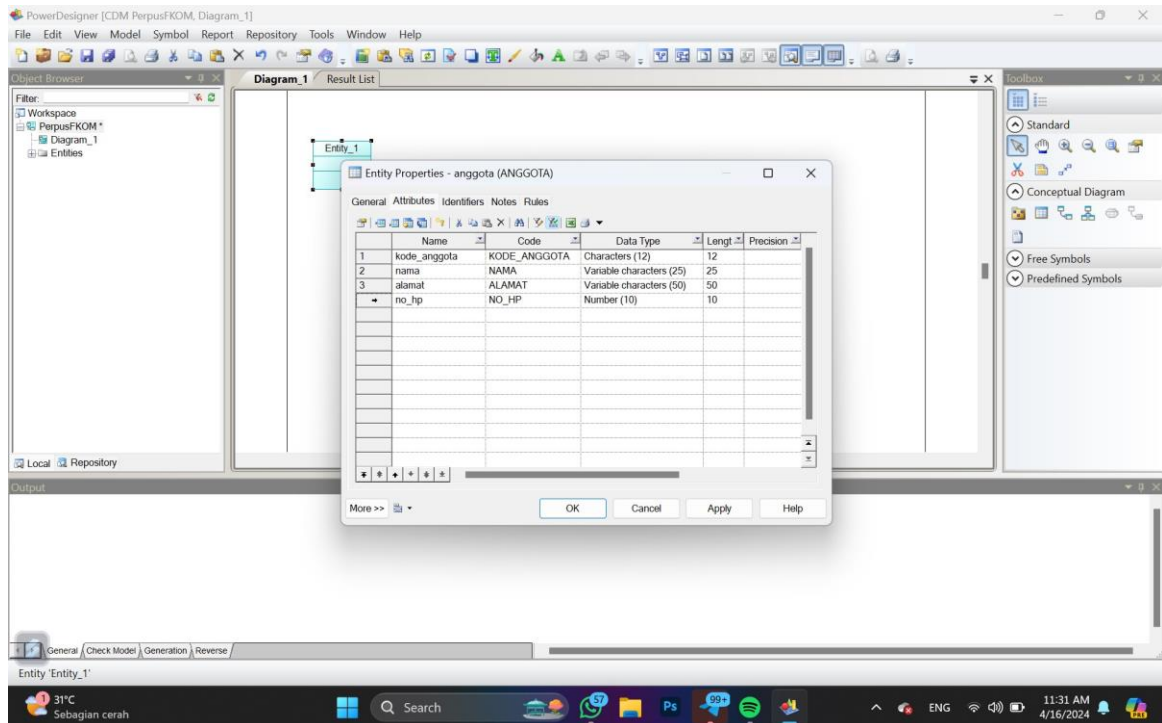 PowerDesigner [CDM PerpusFKOM, Diagram_1]
File Edit View Model Symbol Report Repository Tools Window Help
Object Browser
Diagram_1 Result List
Toolbox
Filter:
Workspace
PerpusFKOM *
Diagram_1
Entities
Standard
Conceptual Diagram
Free Symbols
Predefined Symbols
Entity_1
Entity Properties - anggota (ANGGOTA)
General Attributes Identifiers Notes Rules
Name Code Data Type Lengt Precision
1 kode_anggota KODE_ANGGOTA Characters (12) 12
2 nama NAMA Variable characters (25) 25
3 alamat ALAMAT Variable characters (50) 50
no_hp NO_HP Number (10) 10
More >> OK Cancel Apply Help
Local Repository
Output
General Check Model Generation Reverse
Entity 'Entity_1'
1 31°C
Sebagian cerah
Search
57
Ps
99+
ENG
11:31 AM
4/16/2024
PRE